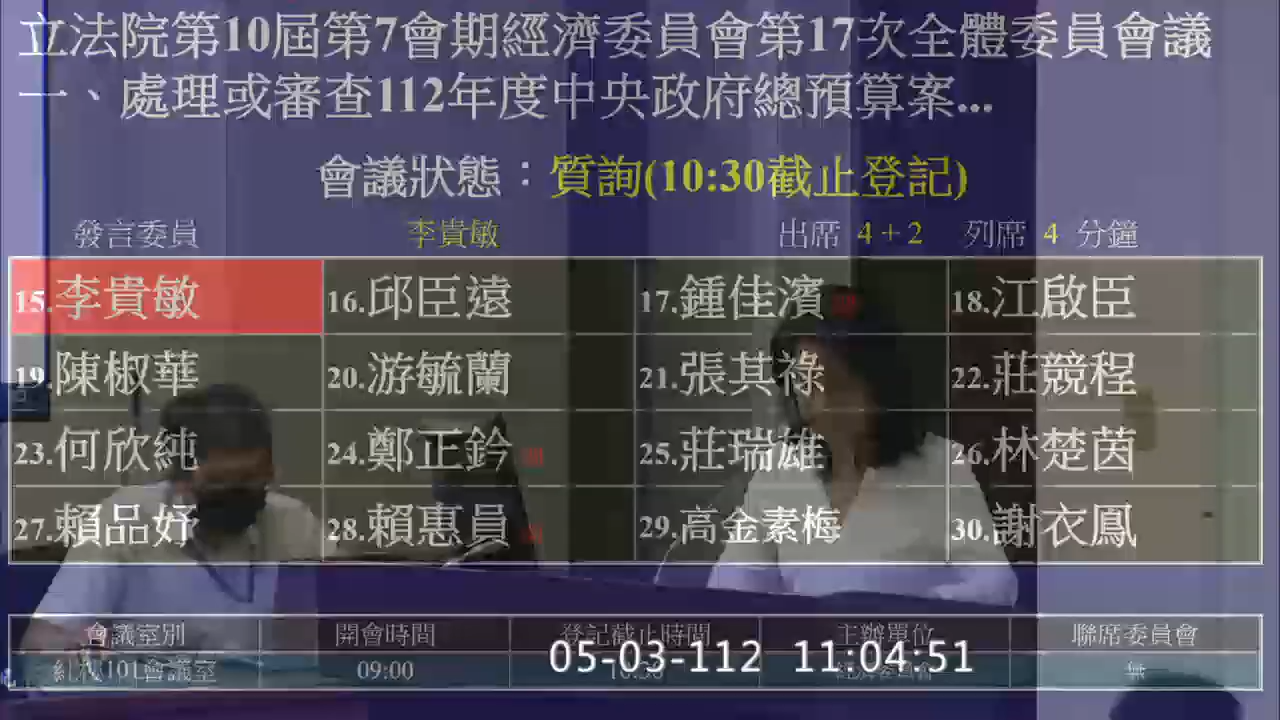 立法院第10屆第7會期經濟委員會第17次全體委員會議
一、處理或審查112年度中央政府總預算案...
會議狀態：質詢(10:30截止登記)
發言委員 李貴敏 出席 4 + 2 列席 4 分鐘
15.李貴敏 16.邱臣遠 17.鍾佳濱 18.江啟臣
19.陳椒華 20.游毓蘭 21.張其祿 22.莊競程
23.何欣純 24.鄭正鈐 25.莊瑞雄 26.林楚茵
27.賴品妤 28.賴惠員 29.高金素梅 30.謝衣鳳
會議室別 開會時間 登記截止時間 主辦單位 聯席委員會
紅樓101會議室 09:00 10:30 經濟委員會 無
05-03-112 11:04:51